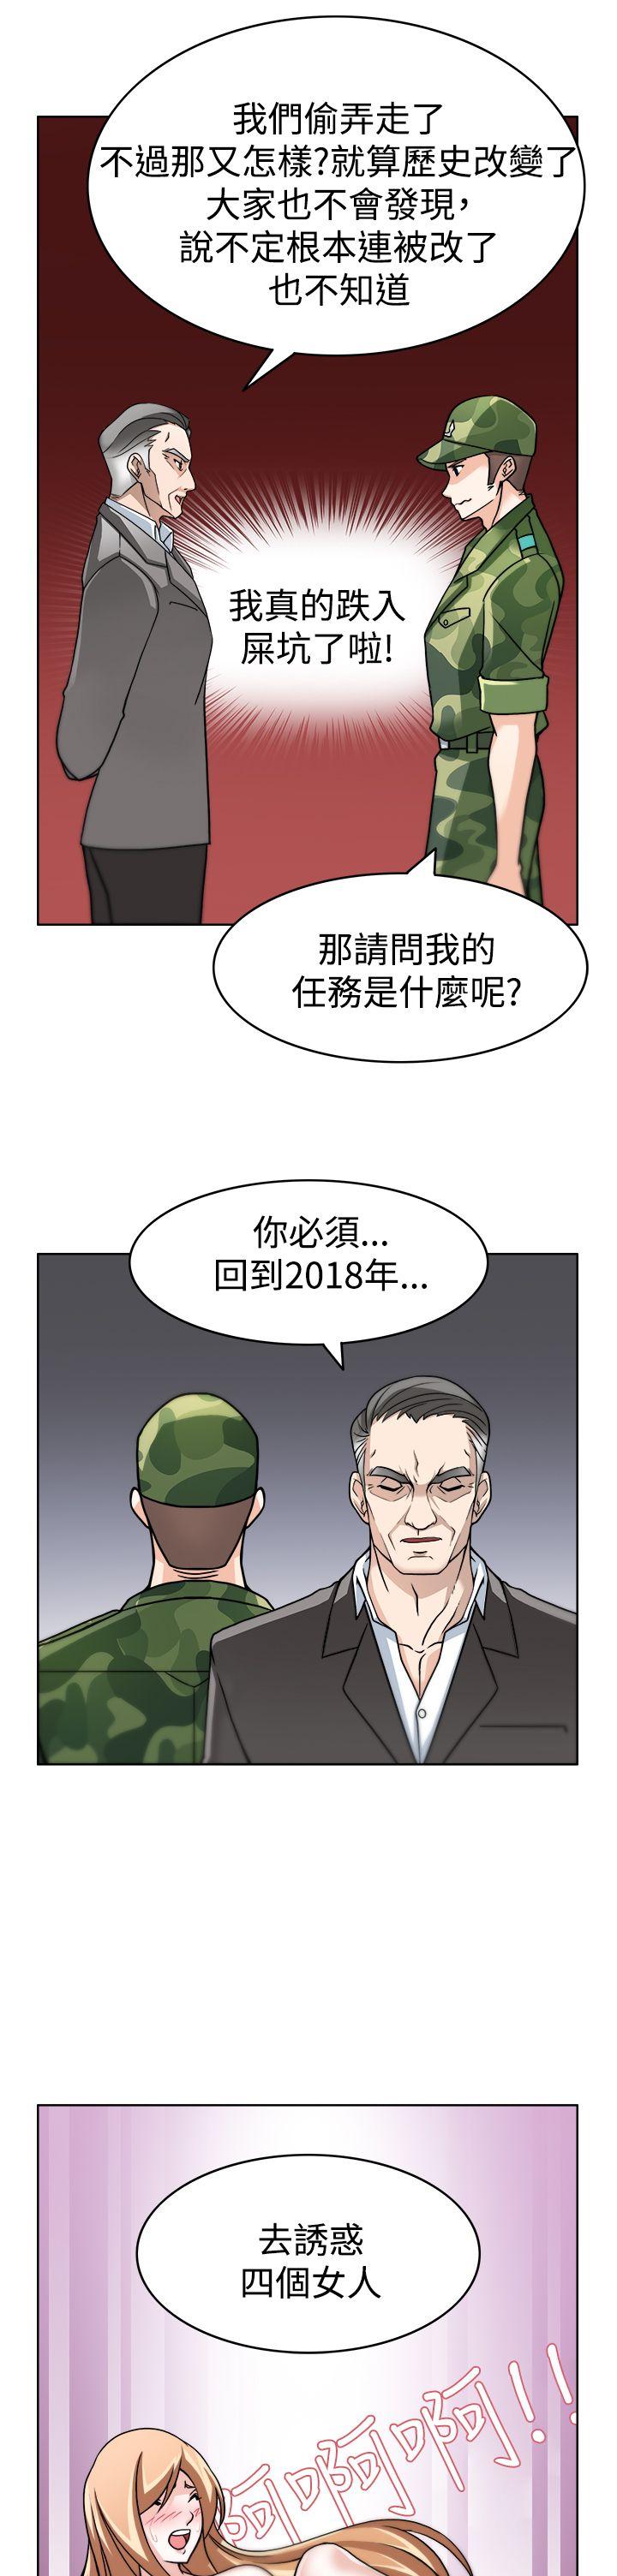 我們偷弄走了
不過那又怎樣?就算歷史改變了
大家也不會發現，
說不定根本連被改了
也不知道
我真的跌入
屎坑了啦!
那請問我的
任務是什麼呢?
你必須...
回到2018年...
去誘惑
四個女人
啊啊啊啊!!